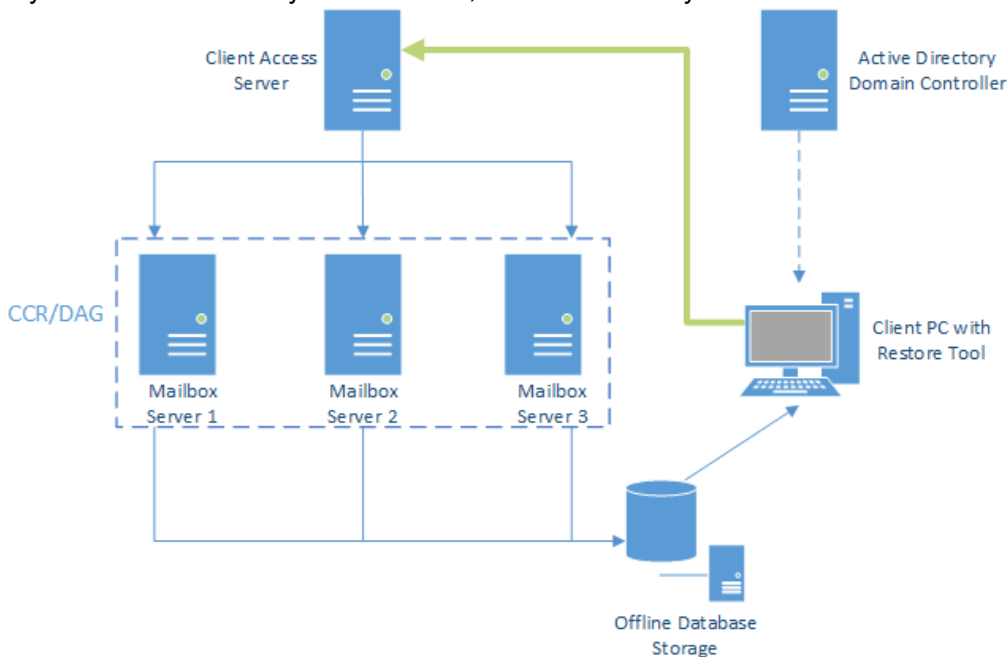 Client Access
Server
Active Directory
Domain Controller
CCR/DAG
Client PC with
Restore Tool
Mailbox
Server 1
Mailbox
Server 2
Mailbox
Server 3
Offline Database
Storage